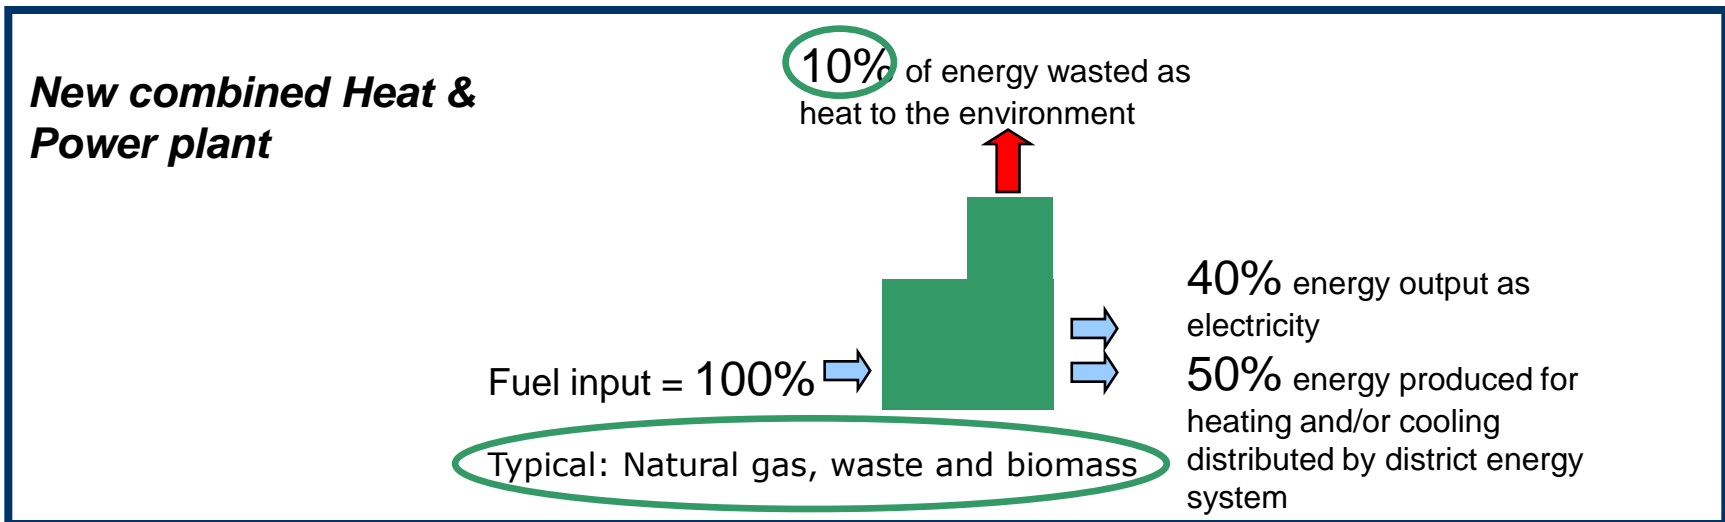 New combined Heat &
Power plant
10% of energy wasted as
heat to the environment
Fuel input = 100%
Typical: Natural gas, waste and biomass
40% energy output as
electricity
50% energy produced for
heating and/or cooling
distributed by district energy
system